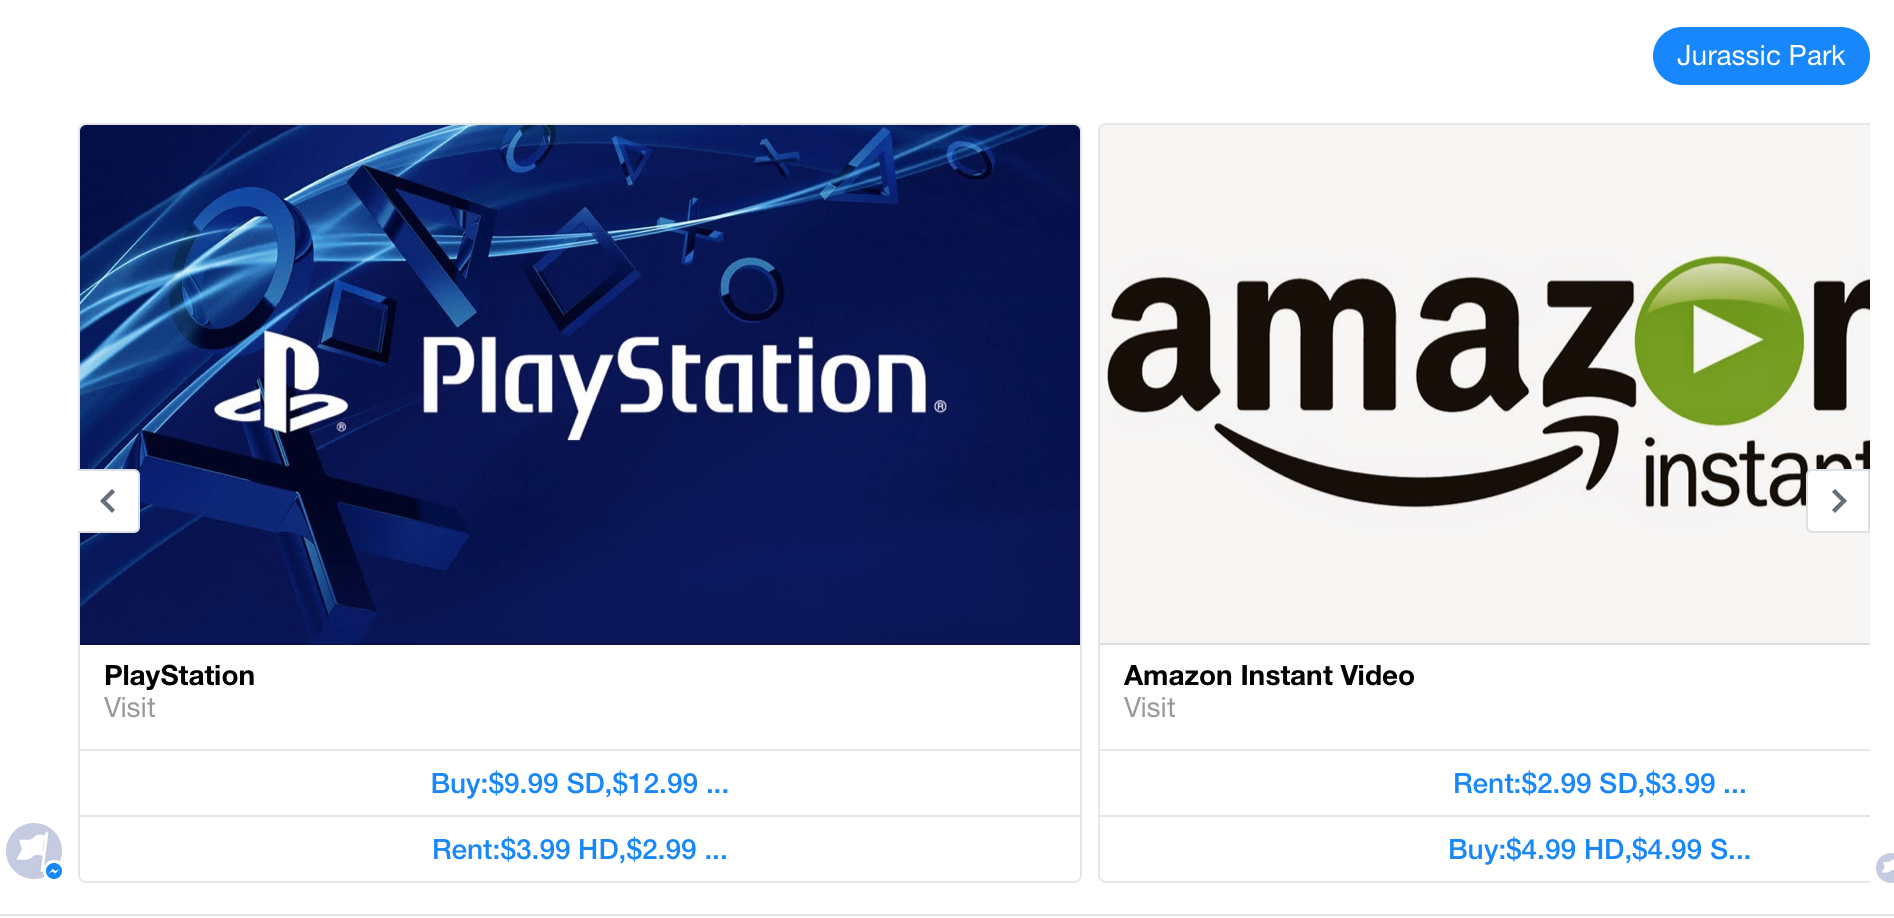 Jurassic Park
PlayStation®
PlayStation
Visit
Buy:$9.99 SD,$12.99 ...
Rent:$3.99 HD,$2.99 ...
amazon
instant
Amazon Instant Video
Visit
Rent:$2.99 SD,$3.99 ...
Buy:$4.99 HD,$4.99 S...